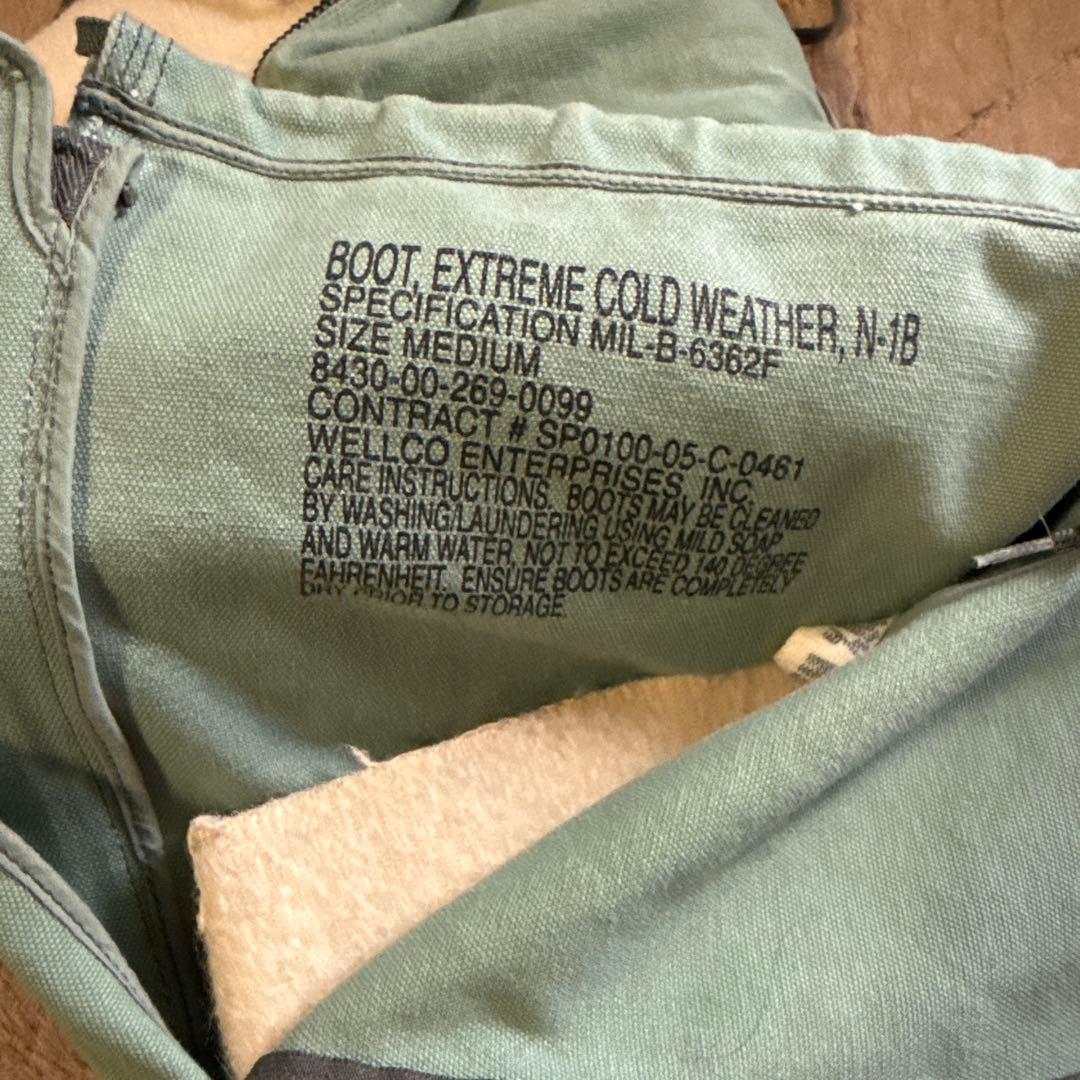 BOOT, EXTREME COLD WEATHER, N-1B
SPECIFICATION MIL-B-6362F
SIZE MEDIUM
8430-00-269-0099
CONTRACT # SP0100-05-C-0461
WELLCO ENTERPRISES, INC.
CARE INSTRUCTIONS. BOOTS MAY BE CLEANED
BY WASHING/LAUNDERING USING MILD SOAP
AND WARM WATER, NOT TO EXCEED 140 DEGREE
FAHRENHEIT. ENSURE BOOTS ARE COMPLETELY
DRY PRIOR TO STORAGE.